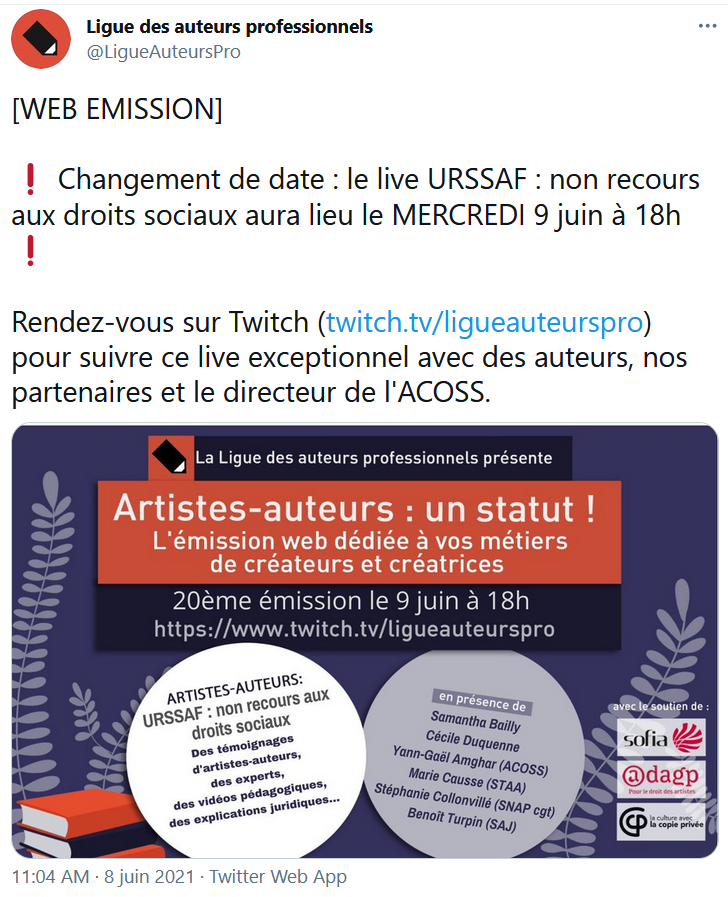 Ligue des auteurs professionnels
@LigueAuteursPro
[WEB EMISSION]
❗ Changement de date : le live URSSAF : non recours
aux droits sociaux aura lieu le MERCREDI 9 juin à 18h
❗
Rendez-vous sur Twitch (twitch.tv/ligueauteurspro)
pour suivre ce live exceptionnel avec des auteurs, nos
partenaires et le directeur de l'ACOSS.
La Ligue des auteurs professionnels présente
Artistes-auteurs : un statut !
L'émission web dédiée à vos métiers
de créateurs et créatrices
20ème émission le 9 juin à 18h
https://www.twitch.tv/ligueauteurspro
ARTISTES-AUTEURS:
URSSAF : non recours aux
droits sociaux
Des témoignages
d'artistes-auteurs,
des experts,
des vidéos pédagogiques,
des explications juridiques...
en présence de
Samantha Bailly
Cécile Duquenne
Yann-Gaël Amghar (ACOSS)
Marie Causse (STAA)
Stéphanie Collonvillé (SNAP cgt)
Benoît Turpin (SAJ)
avec le soutien de :
sofia
@dagp
Pour le droit des artistes
CP
la culture avec
la copie privée
11:04 AM · 8 juin 2021 · Twitter Web App